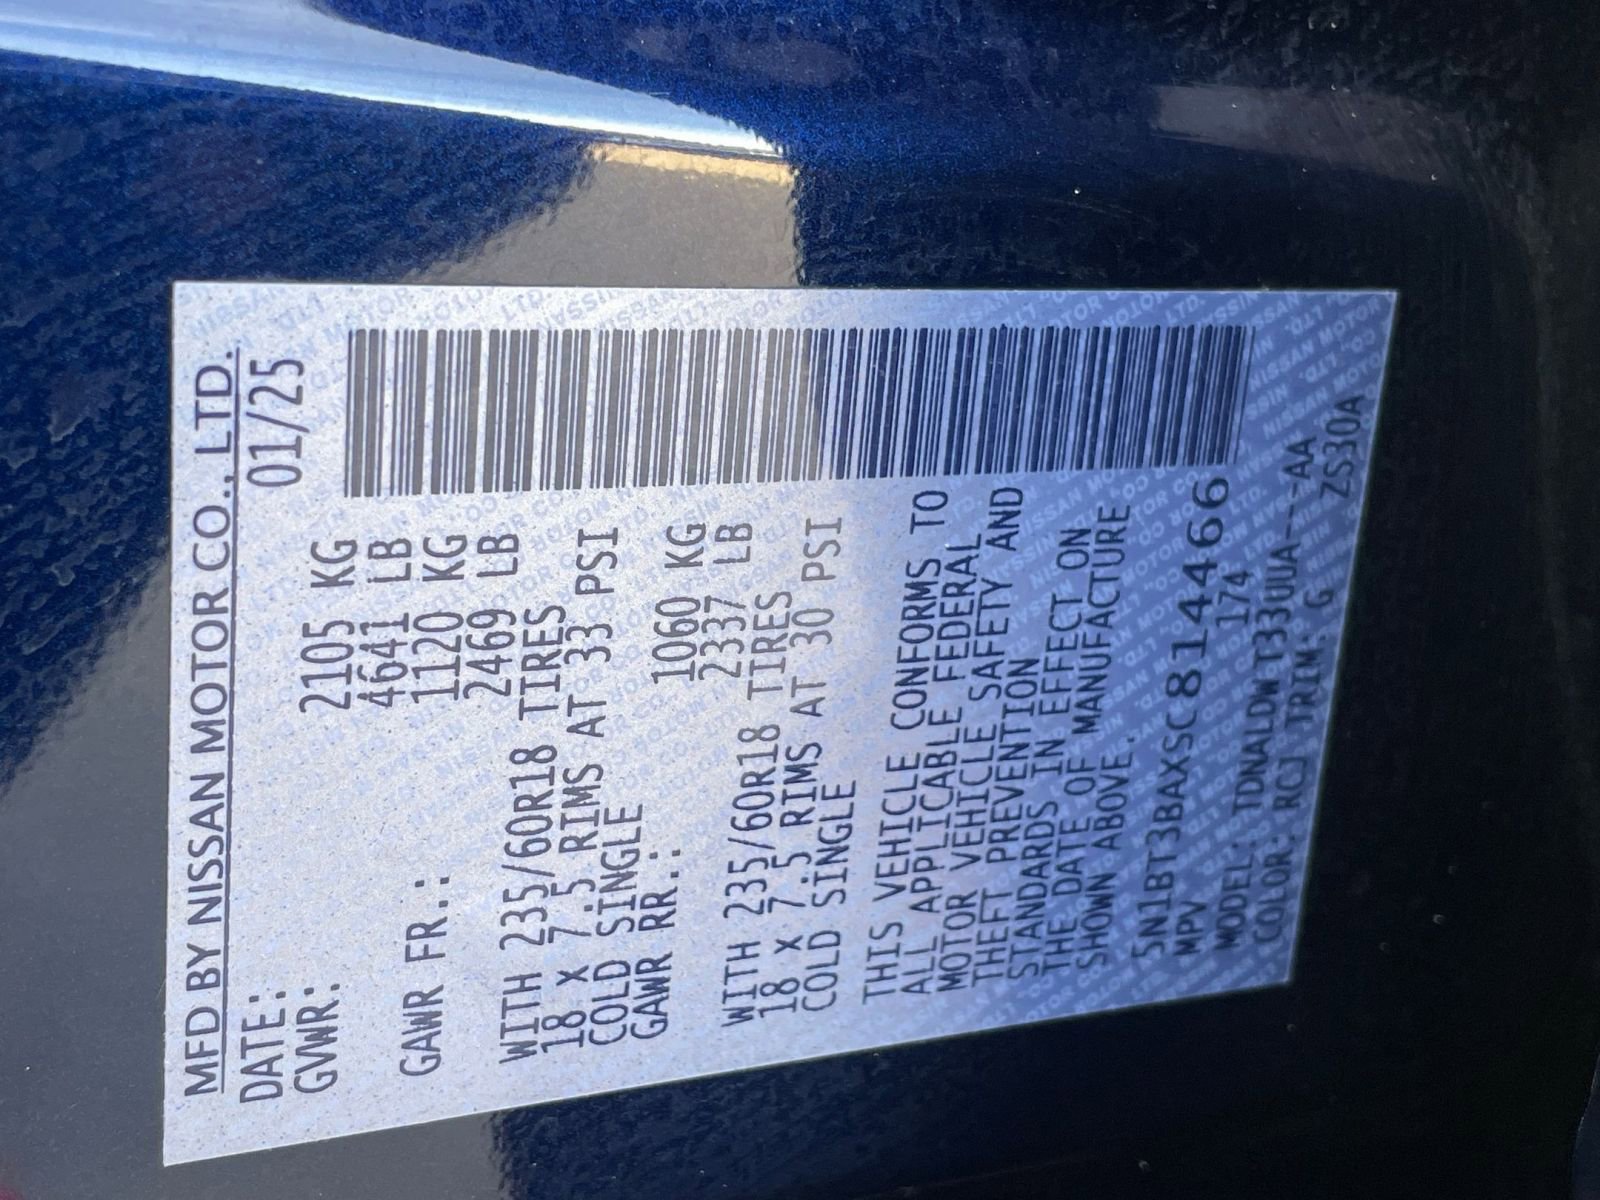 MFD BY NISSAN MOTOR CO., LTD.
DATE: 01/25
GVWR: 2105 KG
4641 LB
GAWR FR.: 1120 KG
2469 LB
WITH 235/60R18 TIRES
18 X 7.5 RIMS AT 33 PSI
COLD SINGLE
GAWR RR.: 1060 KG
2337 LB
WITH 235/60R18 TIRES
18 X 7.5 RIMS AT 30 PSI
COLD SINGLE
THIS VEHICLE CONFORMS TO
ALL APPLICABLE FEDERAL
MOTOR VEHICLE SAFETY AND
THEFT PREVENTION
STANDARDS IN EFFECT ON
THE DATE OF MANUFACTURE
SHOWN ABOVE.
5N1BT3BAXSC814466
MPV 174
MODEL: TDNALDWT33UUA---AA
COLOR: RCJ TRIM: G ZS30A